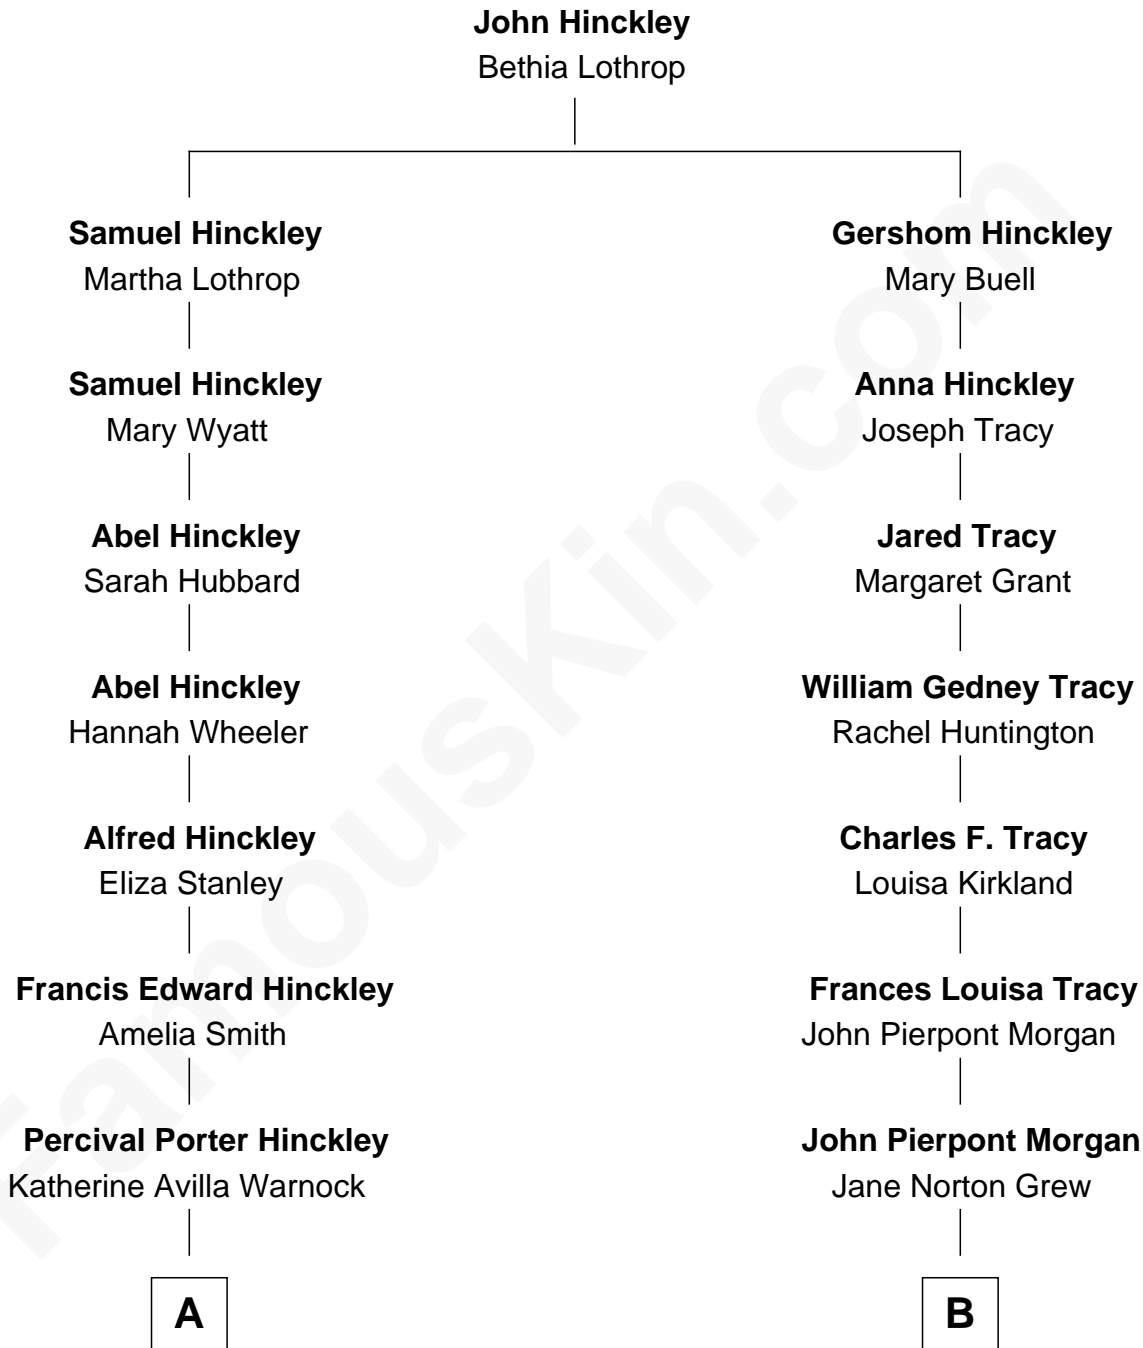 John Hinckley
Bethia Lothrop
Samuel Hinckley
Martha Lothrop
Gershom Hinckley
Mary Buell
Samuel Hinckley
Mary Wyatt
Anna Hinckley
Joseph Tracy
Abel Hinckley
Sarah Hubbard
Jared Tracy
Margaret Grant
Abel Hinckley
Hannah Wheeler
William Gedney Tracy
Rachel Huntington
Alfred Hinckley
Eliza Stanley
Charles F. Tracy
Louisa Kirkland
Francis Edward Hinckley
Amelia Smith
Frances Louisa Tracy
John Pierpont Morgan
Percival Porter Hinckley
Katherine Avilla Warnock
John Pierpont Morgan
Jane Norton Grew
A
B
FamousKin.com